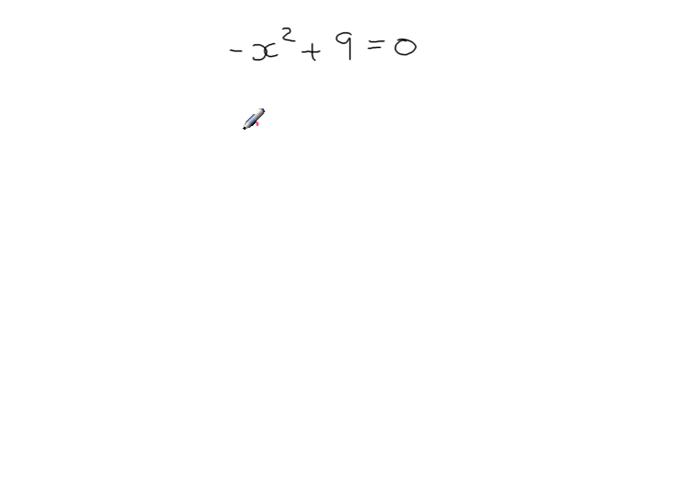 -x² + 9 = 0